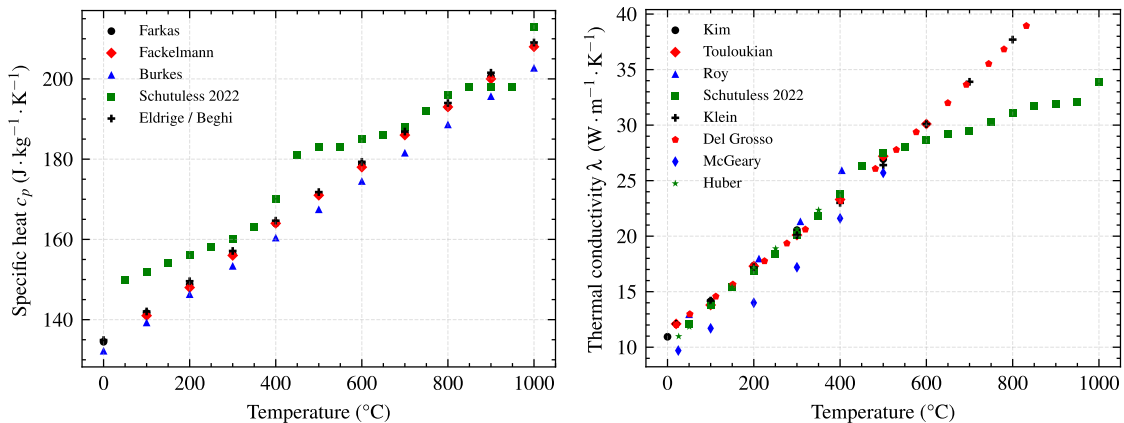 Specific heat c_p (J · kg⁻¹ · K⁻¹)
200
180
160
140
Farkas
Fackelmann
Burkes
Schutuless 2022
Eldrige / Beghi
0 200 400 600 800 1000
Temperature (°C)
Thermal conductivity λ (W · m⁻¹ · K⁻¹)
40
35
30
25
20
15
10
Kim
Touloukian
Roy
Schutuless 2022
Klein
Del Grosso
McGeary
Huber
0 200 400 600 800 1000
Temperature (°C)